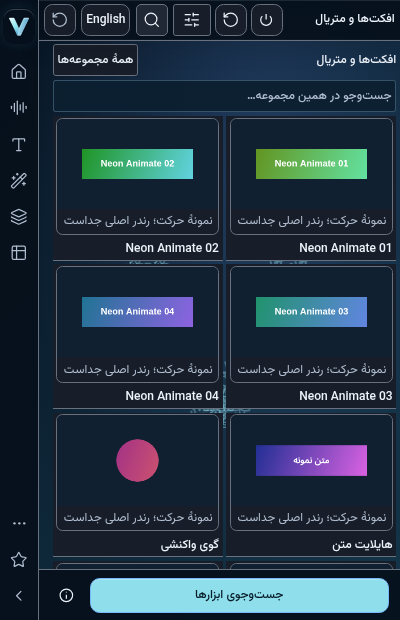 افکت‌ها و متریال
English
افکت‌ها و متریال
همهٔ مجموعه‌ها
جست‌وجو در همین مجموعه...
Neon Animate 01
Neon Animate 02
نمونهٔ حرکت؛ رندر اصلی جداست
نمونهٔ حرکت؛ رندر اصلی جداست
Neon Animate 01
Neon Animate 02
Neon Animate 03
Neon Animate 04
نمونهٔ حرکت؛ رندر اصلی جداست
نمونهٔ حرکت؛ رندر اصلی جداست
Neon Animate 03
Neon Animate 04
متن نمونه
نمونهٔ حرکت؛ رندر اصلی جداست
نمونهٔ حرکت؛ رندر اصلی جداست
هایلایت متن
گوی واکنشی
جست‌وجوی ابزارها